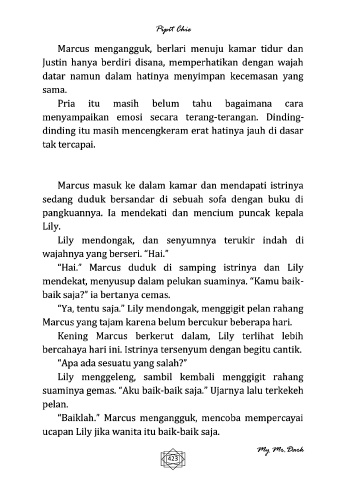 Pipit Chie
Marcus mengangguk, berlari menuju kamar tidur dan
Justin hanya berdiri disana, memperhatikan dengan wajah
datar namun dalam hatinya menyimpan kecemasan yang
sama.
Pria itu masih belum tahu bagaimana cara
menyampaikan emosi secara terang-terangan. Dinding-
dinding itu masih mencengkeram erat hatinya jauh di dasar
tak tercapai.
Marcus masuk ke dalam kamar dan mendapati istrinya
sedang duduk bersandar di sebuah sofa dengan buku di
pangkuannya. Ia mendekati dan mencium puncak kepala
Lily.
Lily mendongak, dan senyumnya terukir indah di
wajahnya yang berseri. “Hai.”
“Hai.” Marcus duduk di samping istrinya dan Lily
mendekat, menyusup dalam pelukan suaminya. “Kamu baik-
baik saja?” ia bertanya cemas.
“Ya, tentu saja.” Lily mendongak, menggigit pelan rahang
Marcus yang tajam karena belum bercukur beberapa hari.
Kening Marcus berkerut dalam, Lily terlihat lebih
bercahaya hari ini. Istrinya tersenyum dengan begitu cantik.
“Apa ada sesuatu yang salah?”
Lily menggeleng, sambil kembali menggigit rahang
suaminya gemas. “Aku baik-baik saja.” Ujarnya lalu terkekeh
pelan.
“Baiklah.” Marcus mengangguk, mencoba mempercayai
ucapan Lily jika wanita itu baik-baik saja.
My Mr. Dark
423